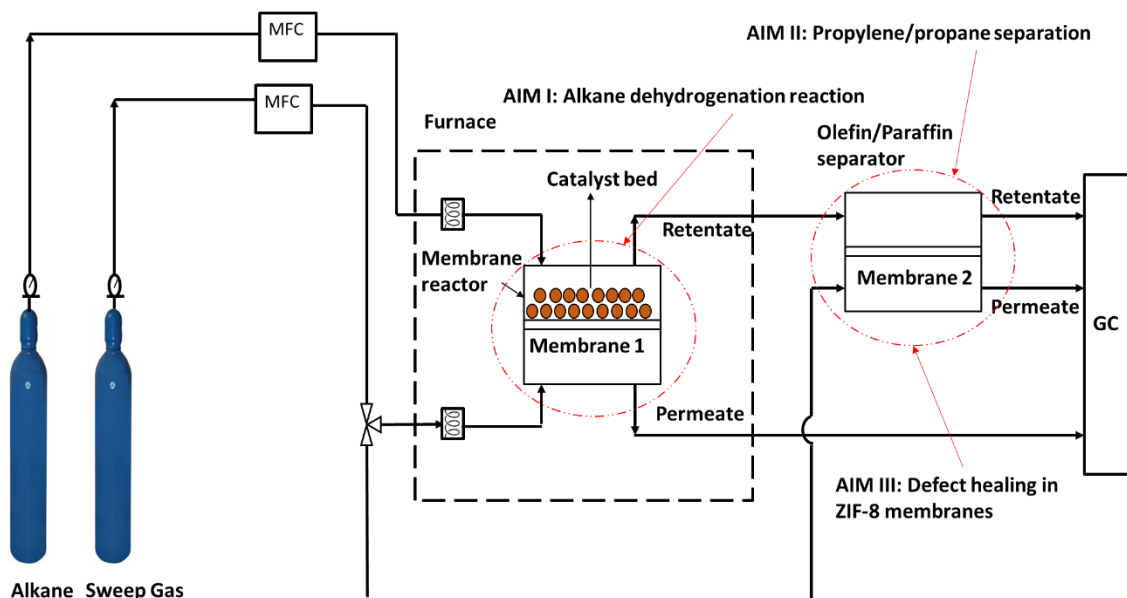 MFC
AIM II: Propylene/propane separation
MFC
AIM I: Alkane dehydrogenation reaction
Furnace
Olefin/Paraffin
separator
Catalyst bed
Retentate
Retentate
Membrane
reactor
Membrane 2
Permeate
GC
Membrane 1
Permeate
AIM III: Defect healing in
ZIF-8 membranes
Alkane
Sweep Gas